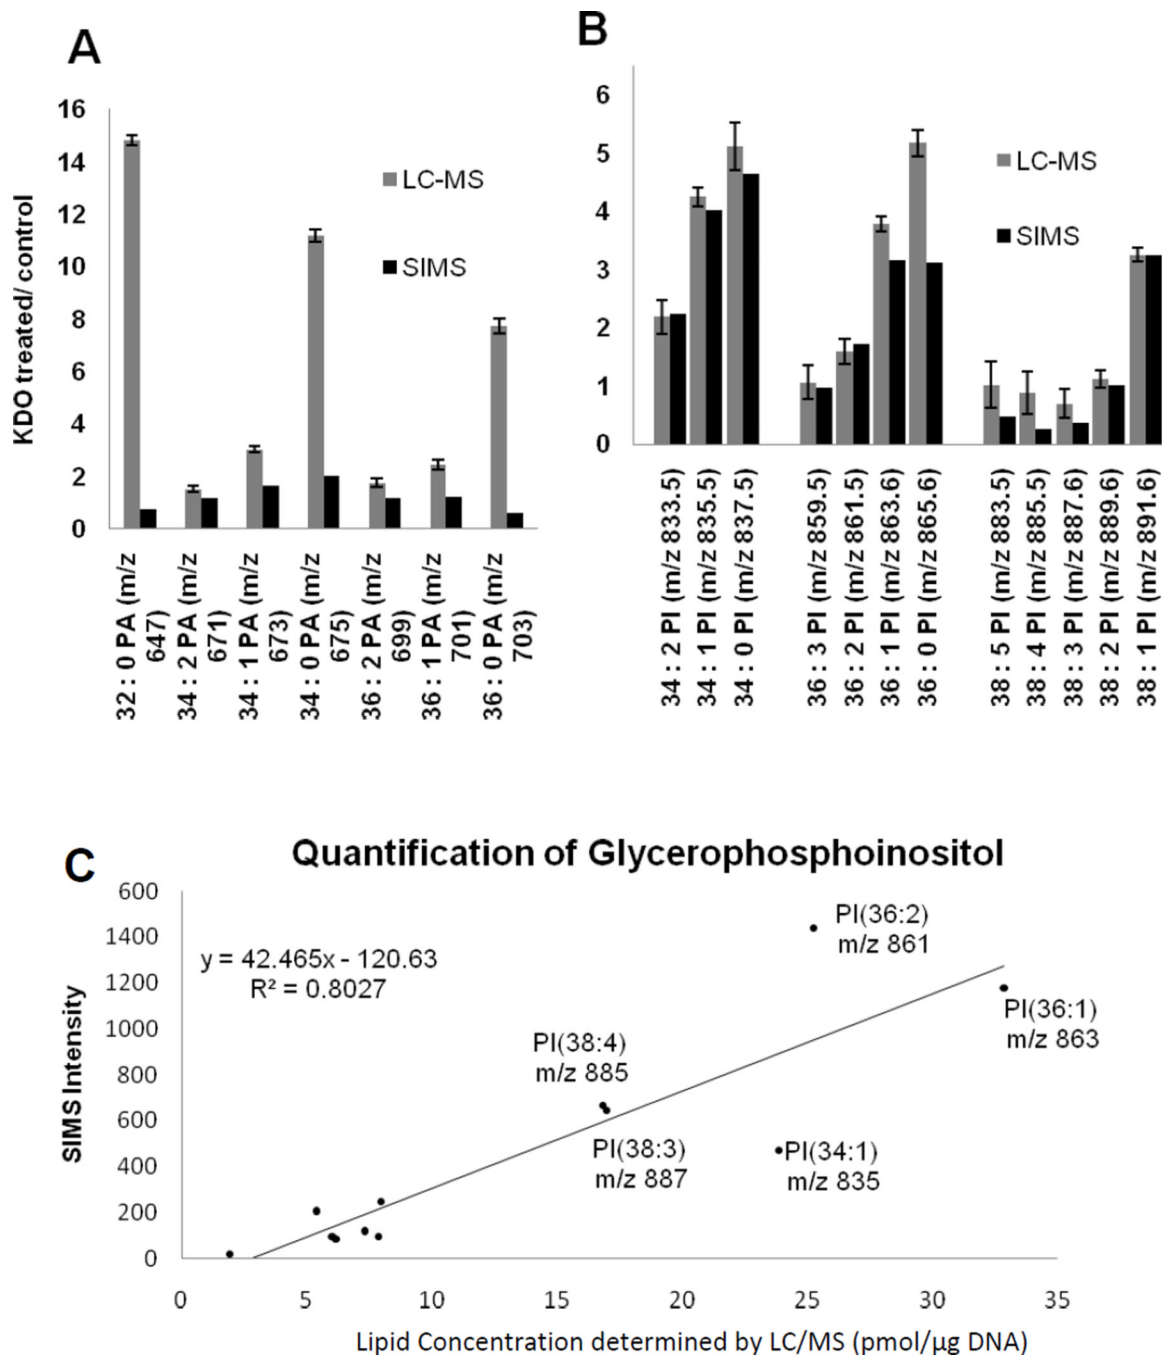 A
16
14
12
10
8
6
4
2
0
KDO treated/ control
LC-MS
SIMS
32 : 0 PA (m/z
647)
34 : 2 PA (m/z
671)
34 : 1 PA (m/z
673)
34 : 0 PA (m/z
675)
36 : 2 PA (m/z
699)
36 : 1 PA (m/z
701)
36 : 0 PA (m/z
703)
B
6
5
4
3
2
1
0
LC-MS
SIMS
34 : 2 PI (m/z 833.5)
34 : 1 PI (m/z 835.5)
34 : 0 PI (m/z 837.5)
36 : 3 PI (m/z 859.5)
36 : 2 PI (m/z 861.5)
36 : 1 PI (m/z 863.6)
36 : 0 PI (m/z 865.6)
38 : 5 PI (m/z 883.5)
38 : 4 PI (m/z 885.5)
38 : 3 PI (m/z 887.6)
38 : 2 PI (m/z 889.6)
38 : 1 PI (m/z 891.6)
C
Quantification of Glycerophosphoinositol
600
1400
1200
1000
800
600
400
200
0
SIMS Intensity
y = 42.465x - 120.63
R² = 0.8027
PI(36:2)
m/z 861
PI(36:1)
m/z 863
PI(38:4)
m/z 885
PI(38:3)
m/z 887
PI(34:1)
m/z 835
0 5 10 15 20 25 30 35
Lipid Concentration determined by LC/MS (pmol/µg DNA)